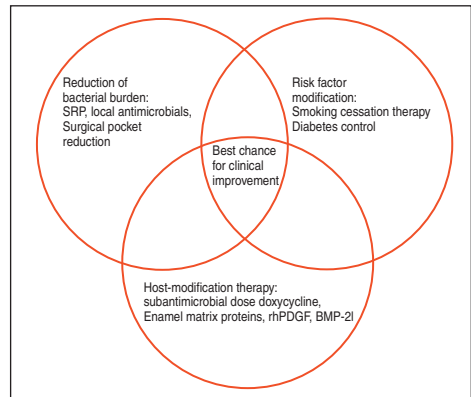 Reduction of
bacterial burden:
SRP, local antimicrobials,
Surgical pocket
reduction
Risk factor
modification:
Smoking cessation therapy
Diabetes control
Best chance
for clinical
improvement
Host-modification therapy:
subantimicrobial dose doxycycline,
Enamel matrix proteins, rhPDGF, BMP-2l